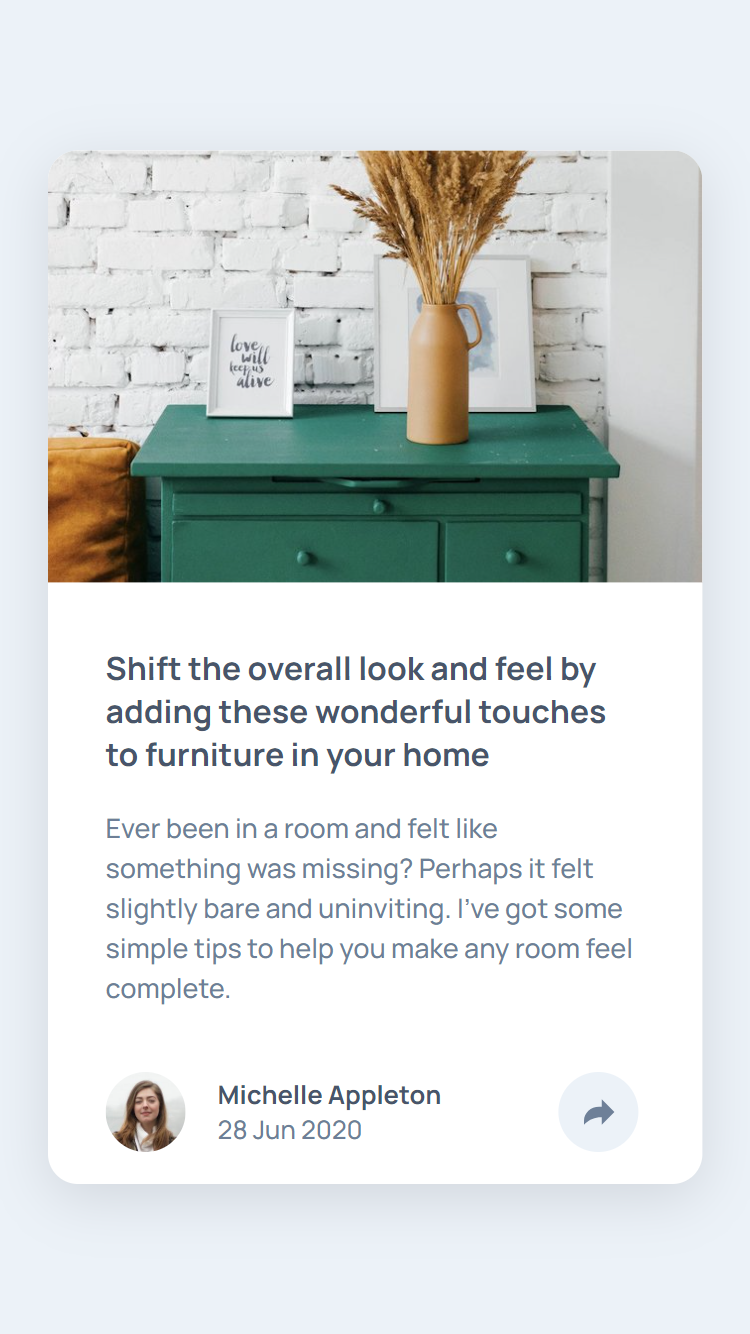 love
will
keep us
alive
Shift the overall look and feel by
adding these wonderful touches
to furniture in your home
Ever been in a room and felt like
something was missing? Perhaps it felt
slightly bare and uninviting. I’ve got some
simple tips to help you make any room feel
complete.
Michelle Appleton
28 Jun 2020